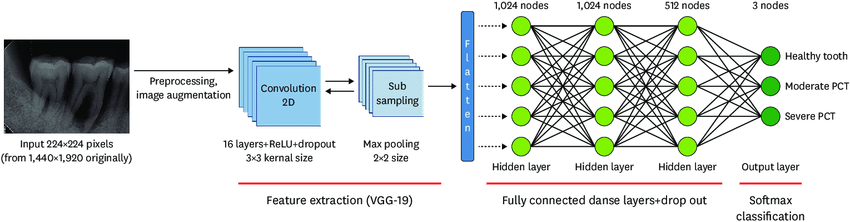 1,024 nodes
1,024 nodes
512 nodes
3 nodes
Preprocessing,
image augmentation
Convolution
2D
Sub
sampling
Flatten
Healthy tooth
Moderate PCT
Severe PCT
Input 224×224 pixels
(from 1,440×1,920 originally)
16 layers+ReLU+dropout
3×3 kernal size
Max pooling
2×2 size
Hidden layer
Hidden layer
Hidden layer
Output layer
Feature extraction (VGG-19)
Fully connected danse layers+drop out
Softmax
classification